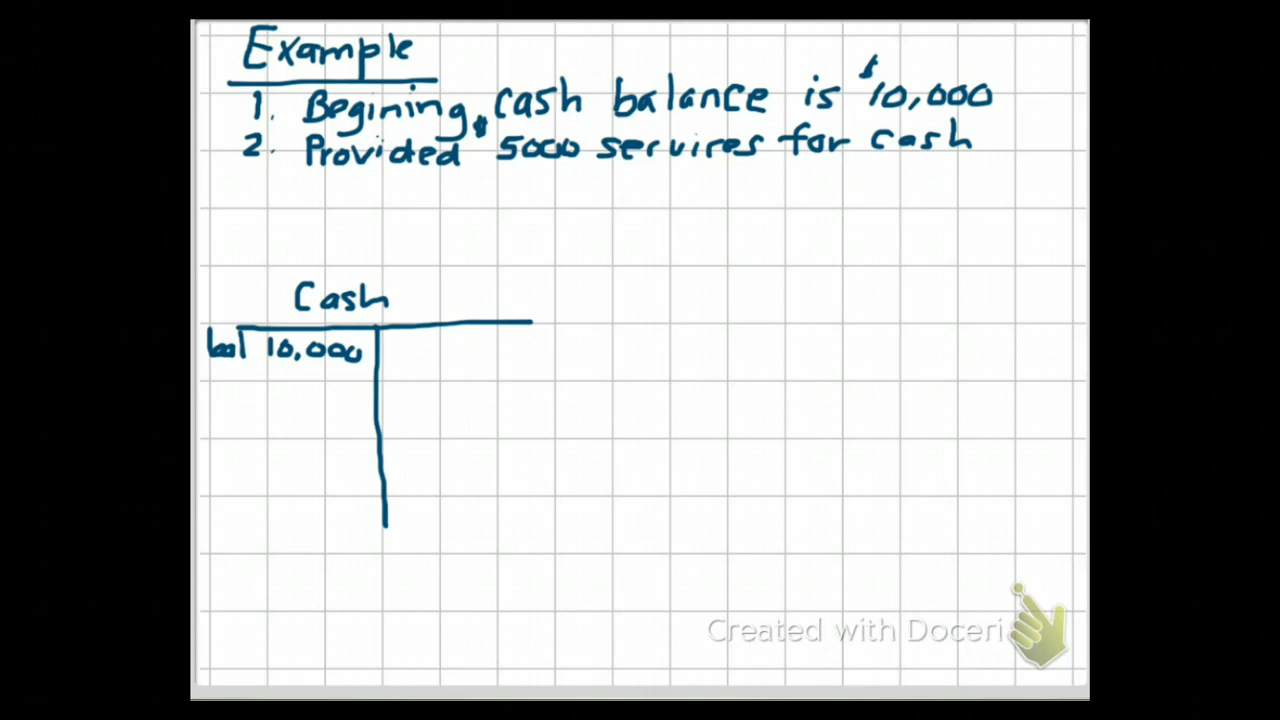 Example
1. Begining cash balance is $10,000
2. Provided $5000 services for cash
Cash
bal 10,000
Created with Doceri